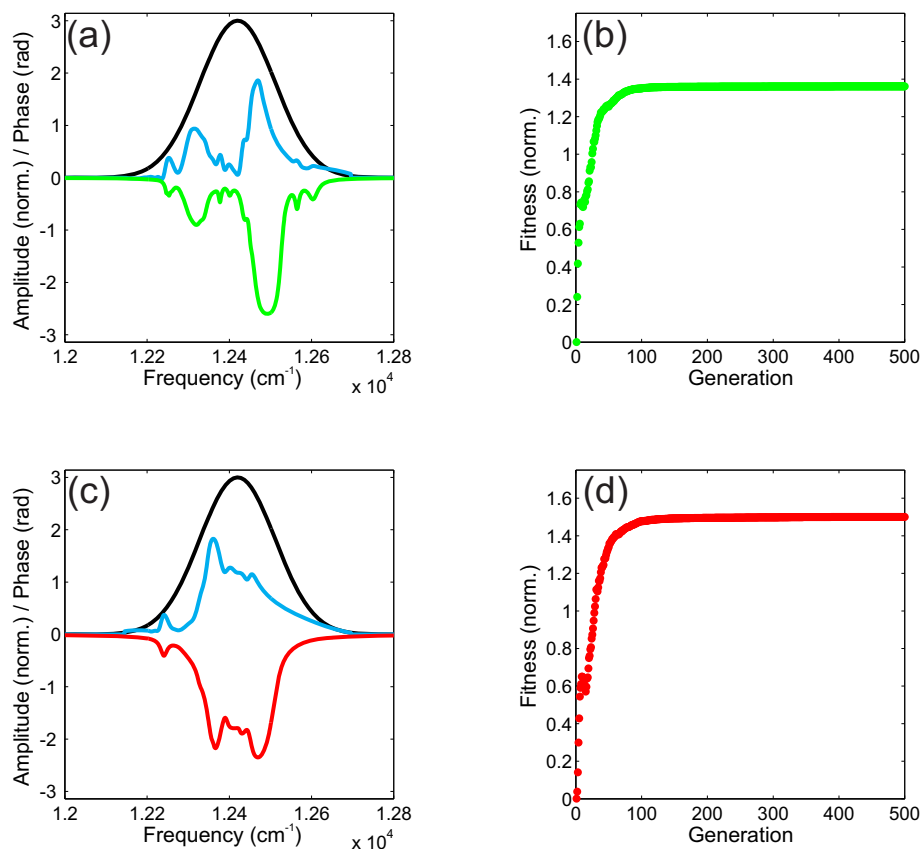 (a)
Amplitude (norm.) / Phase (rad)
3
2
1
0
-1
-2
-3
1.2 1.22 1.24 1.26 1.28
Frequency (cm-1)
x 10^4
(b)
Fitness (norm.)
1.6
1.4
1.2
1
0.8
0.6
0.4
0.2
0
0 100 200 300 400 500
Generation
(c)
Amplitude (norm.) / Phase (rad)
3
2
1
0
-1
-2
-3
1.2 1.22 1.24 1.26 1.28
Frequency (cm-1)
x 10^4
(d)
Fitness (norm.)
1.6
1.4
1.2
1
0.8
0.6
0.4
0.2
0
0 100 200 300 400 500
Generation